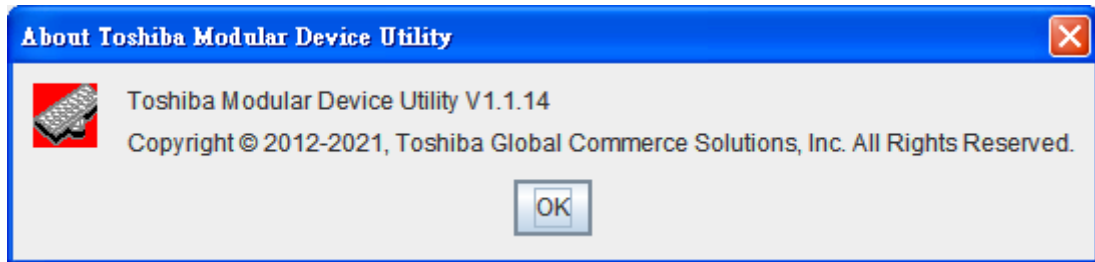 About Toshiba Modular Device Utility
Toshiba Modular Device Utility V1.1.14
Copyright © 2012-2021, Toshiba Global Commerce Solutions, Inc. All Rights Reserved.
OK